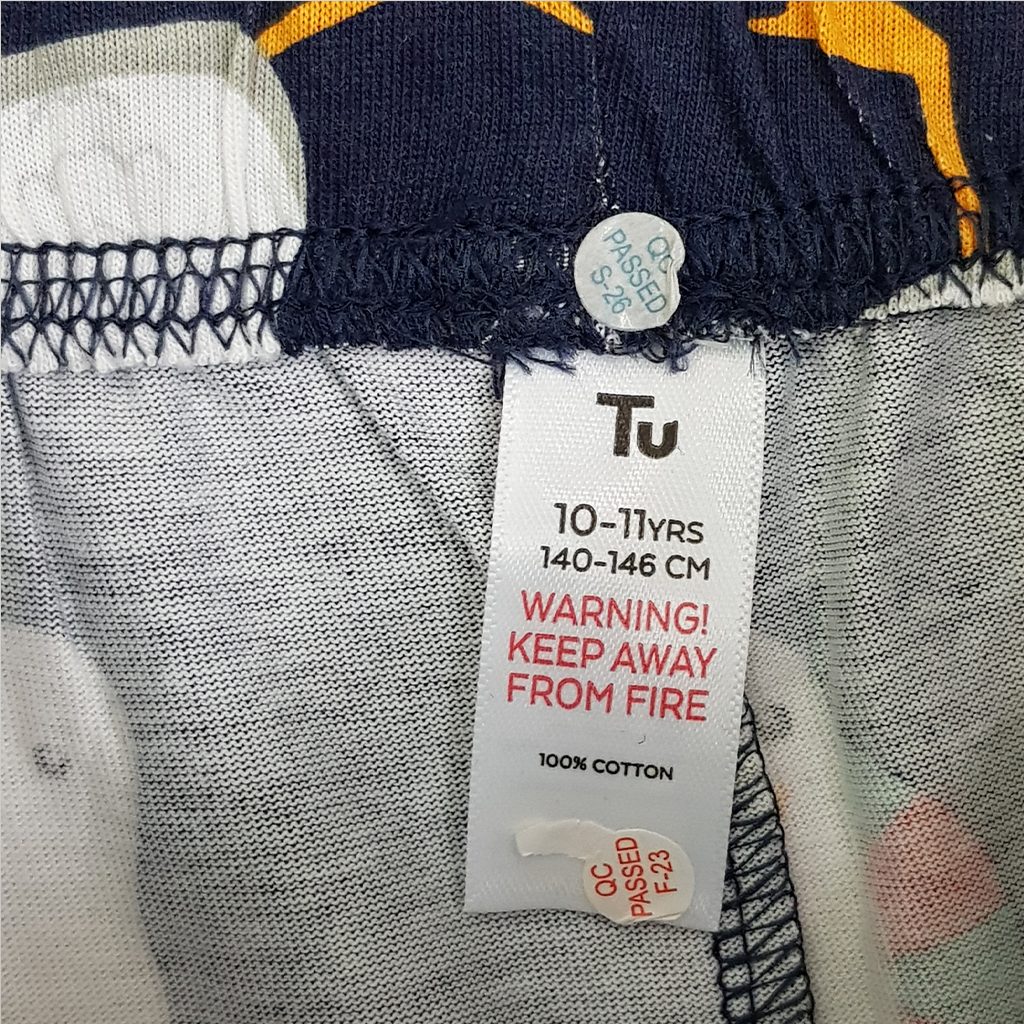 QC
PASSED
S-26
Tu
10-11YRS
140-146 CM
WARNING!
KEEP AWAY
FROM FIRE
100% COTTON
QC
PASSED
F-23